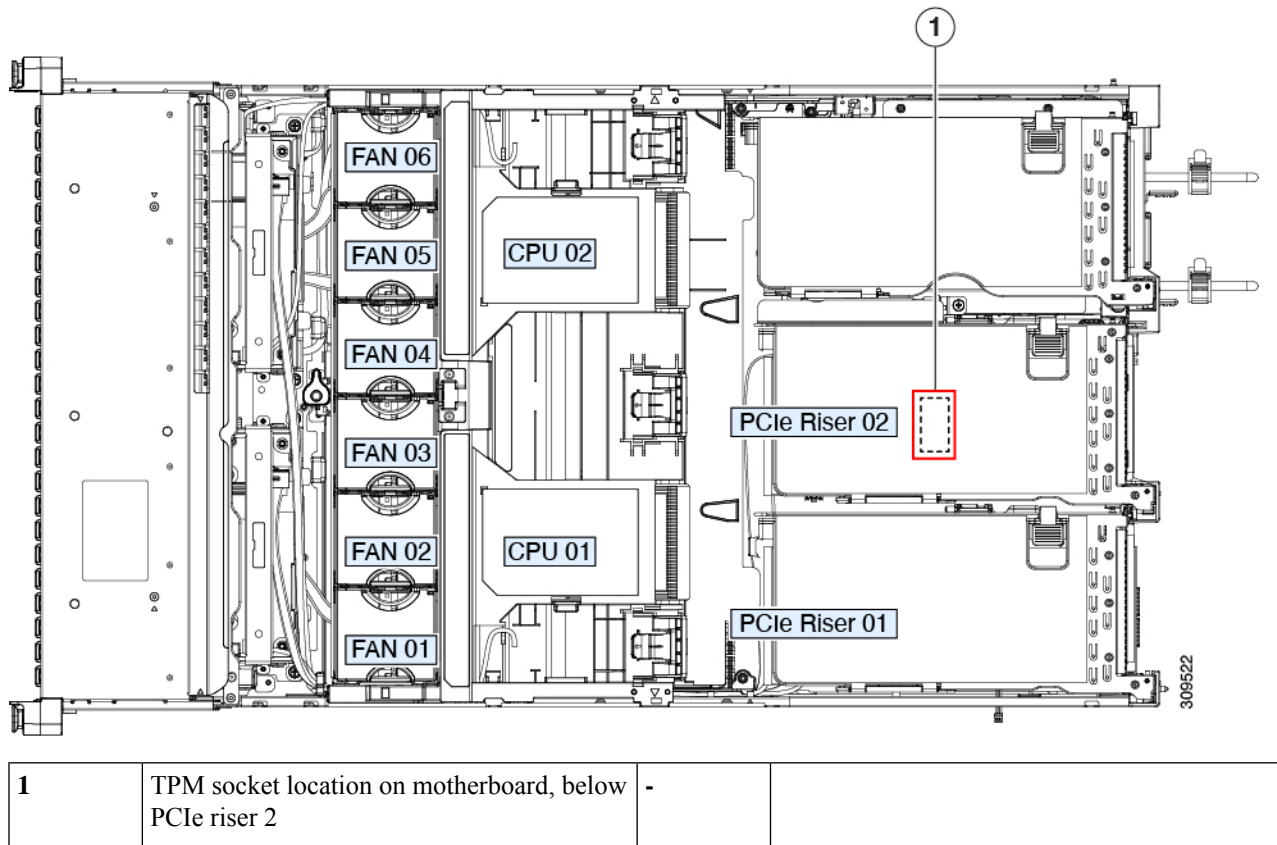 1
FAN 06
FAN 05
CPU 02
FAN 04
PCIe Riser 02
FAN 03
FAN 02
CPU 01
PCIe Riser 01
FAN 01
309522
1 TPM socket location on motherboard, below -
PCIe riser 2